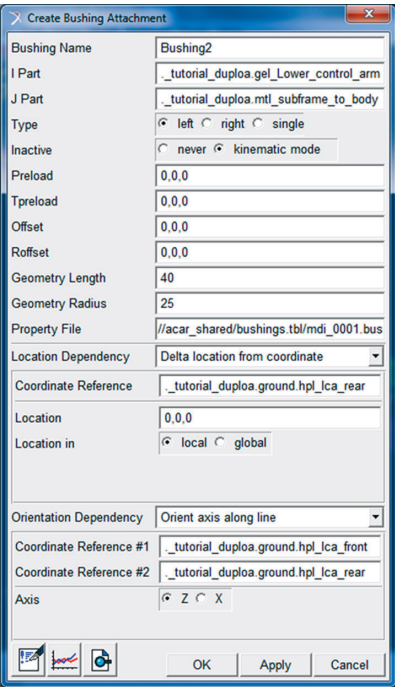 Create Bushing Attachment
Bushing Name Bushing2
I Part ._tutorial_duploa.gel_Lower_control_arm
J Part ._tutorial_duploa.mtl_subframe_to_body
Type left right single
Inactive never kinematic mode
Preload 0,0,0
Tpreload 0,0,0
Offset 0,0,0
Roffset 0,0,0
Geometry Length 40
Geometry Radius 25
Property File //acar_shared/bushings.tbl/mdi_0001.bus
Location Dependency Delta location from coordinate
Coordinate Reference ._tutorial_duploa.ground.hpl_lca_rear
Location 0,0,0
Location in local global
Orientation Dependency Orient axis along line
Coordinate Reference #1 ._tutorial_duploa.ground.hpl_lca_front
Coordinate Reference #2 ._tutorial_duploa.ground.hpl_lca_rear
Axis Z X
OK Apply Cancel